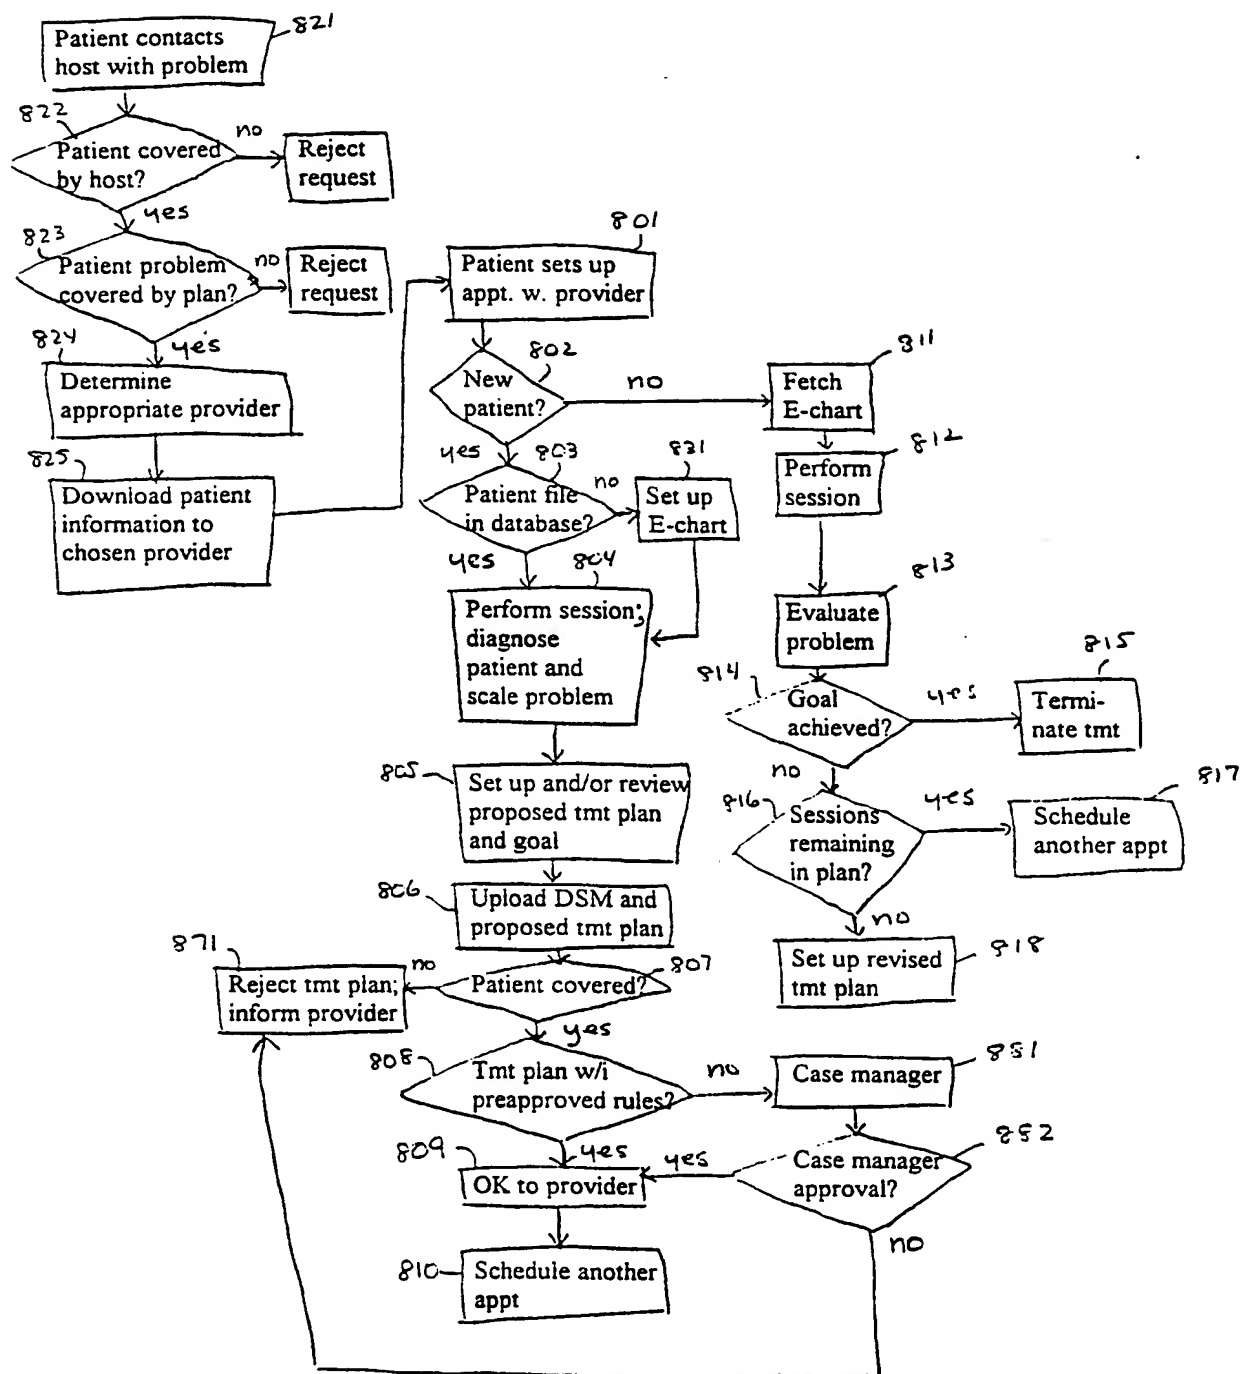 821
Patient contacts
host with problem
822
Patient covered
by host?
no
Reject
request
yes
823
Patient problem
covered by plan?
no
Reject
request
yes
824
Determine
appropriate provider
825
Download patient
information to
chosen provider
801
Patient sets up
appt. w. provider
802
New
patient?
no
yes
803
Patient file
in database?
no
831
Set up
E-chart
yes
804
Perform session;
diagnose
patient and
scale problem
805
Set up and/or review
proposed tmt plan
and goal
806
Upload DSM and
proposed tmt plan
807
Patient covered?
no
871
Reject tmt plan;
inform provider
yes
808
Tmt plan w/i
preapproved rules?
no
yes
809
OK to provider
810
Schedule another
appt
811
Fetch
E-chart
812
Perform
session
813
Evaluate
problem
814
Goal
achieved?
yes
815
Termi-
nate tmt
no
816
Sessions
remaining
in plan?
yes
817
Schedule
another appt
no
818
Set up revised
tmt plan
851
Case manager
852
Case manager
approval?
yes
no